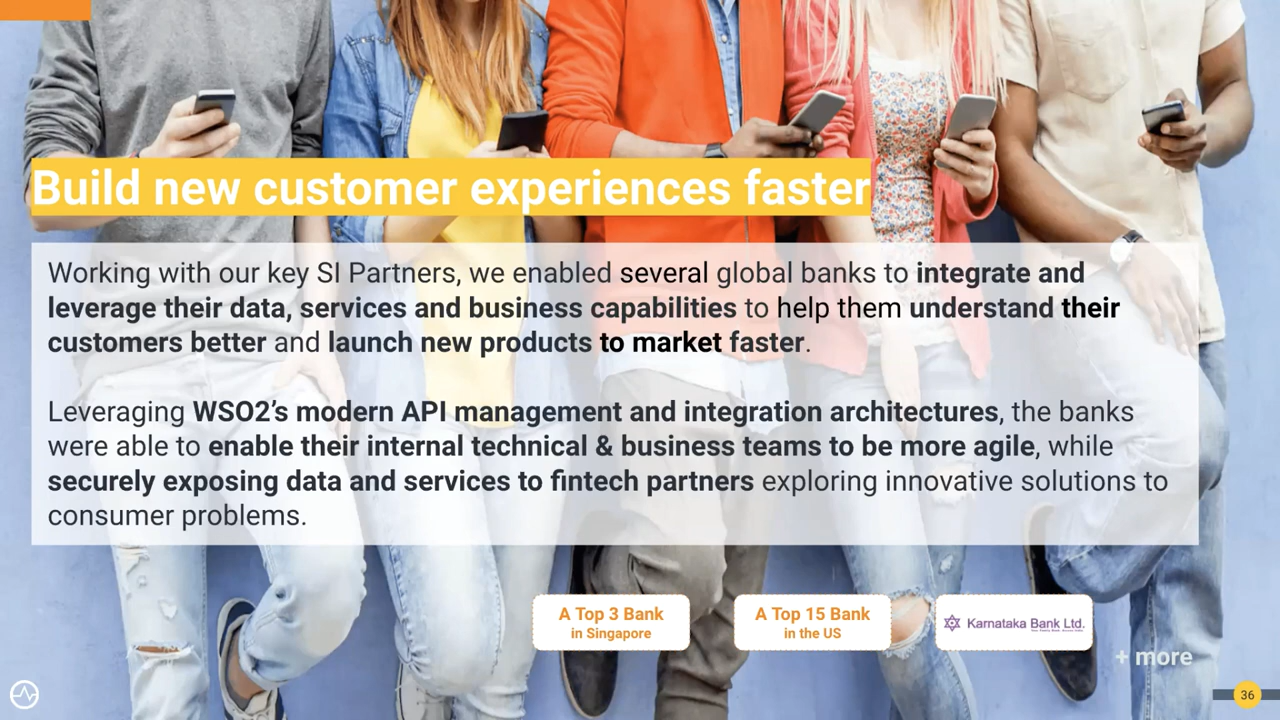 Build new customer experiences faster
Working with our key SI Partners, we enabled several global banks to integrate and
leverage their data, services and business capabilities to help them understand their
customers better and launch new products to market faster.
Leveraging WSO2’s modern API management and integration architectures, the banks
were able to enable their internal technical & business teams to be more agile, while
securely exposing data and services to fintech partners exploring innovative solutions to
consumer problems.
A Top 3 Bank
in Singapore
A Top 15 Bank
in the US
Karnataka Bank Ltd.
+ more
36